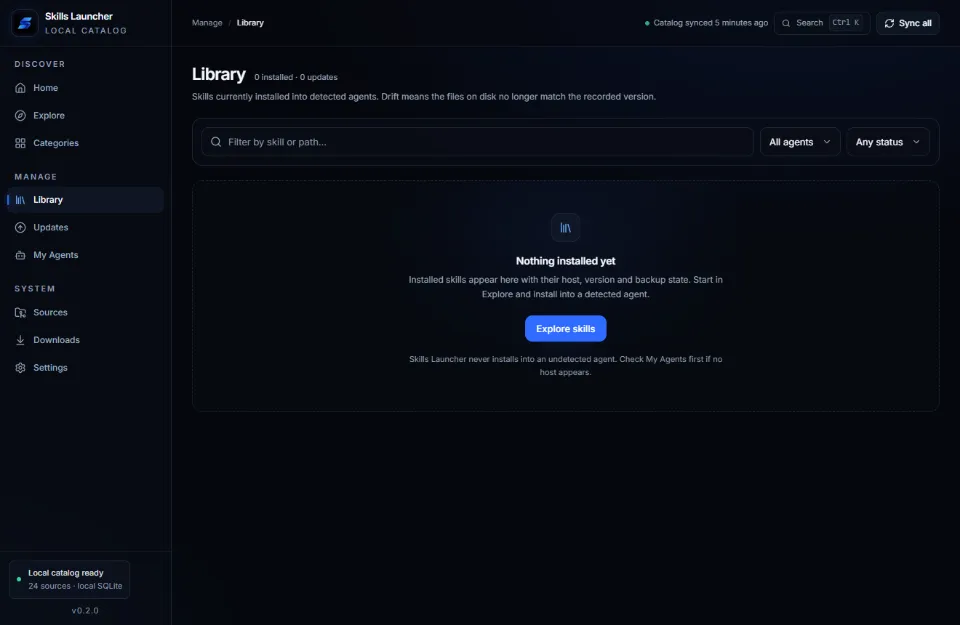 Skills Launcher
LOCAL CATALOG
DISCOVER
Home
Explore
Categories
MANAGE
Library
Updates
My Agents
SYSTEM
Sources
Downloads
Settings
Local catalog ready
24 sources · local SQLite
v0.2.0
Manage / Library
Catalog synced 5 minutes ago
Search Ctrl K
Sync all
Library 0 installed · 0 updates
Skills currently installed into detected agents. Drift means the files on disk no longer match the recorded version.
Filter by skill or path...
All agents
Any status
Nothing installed yet
Installed skills appear here with their host, version and backup state. Start in
Explore and install into a detected agent.
Explore skills
Skills Launcher never installs into an undetected agent. Check My Agents first if no
host appears.